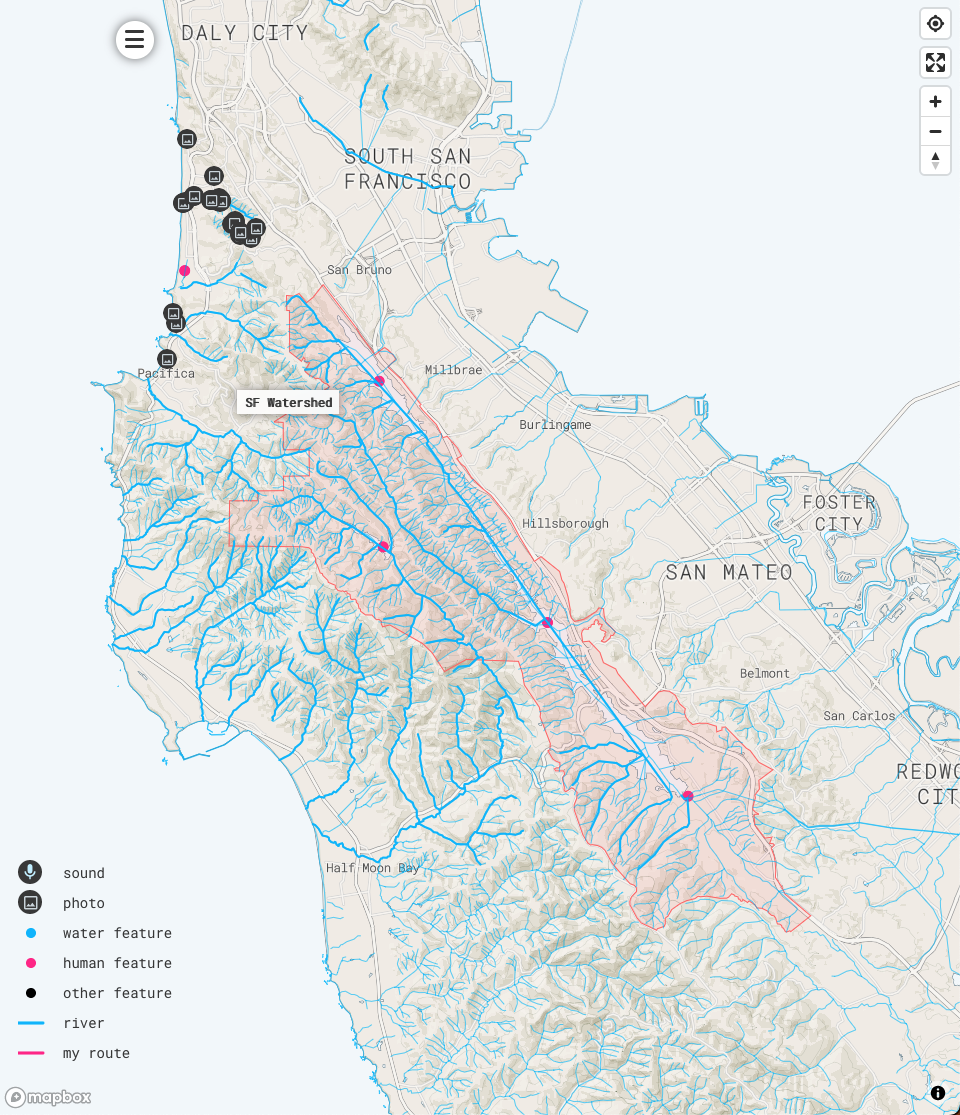 DALY CITY
SOUTH SAN
FRANCISCO
San Bruno
Millbrae
Pacifica
SF Watershed
Burlingame
FOSTER
CITY
Hillsborough
SAN MATEO
Belmont
San Carlos
REDWO
CIT
Half Moon Bay
sound
photo
water feature
human feature
other feature
river
my route
mapbox